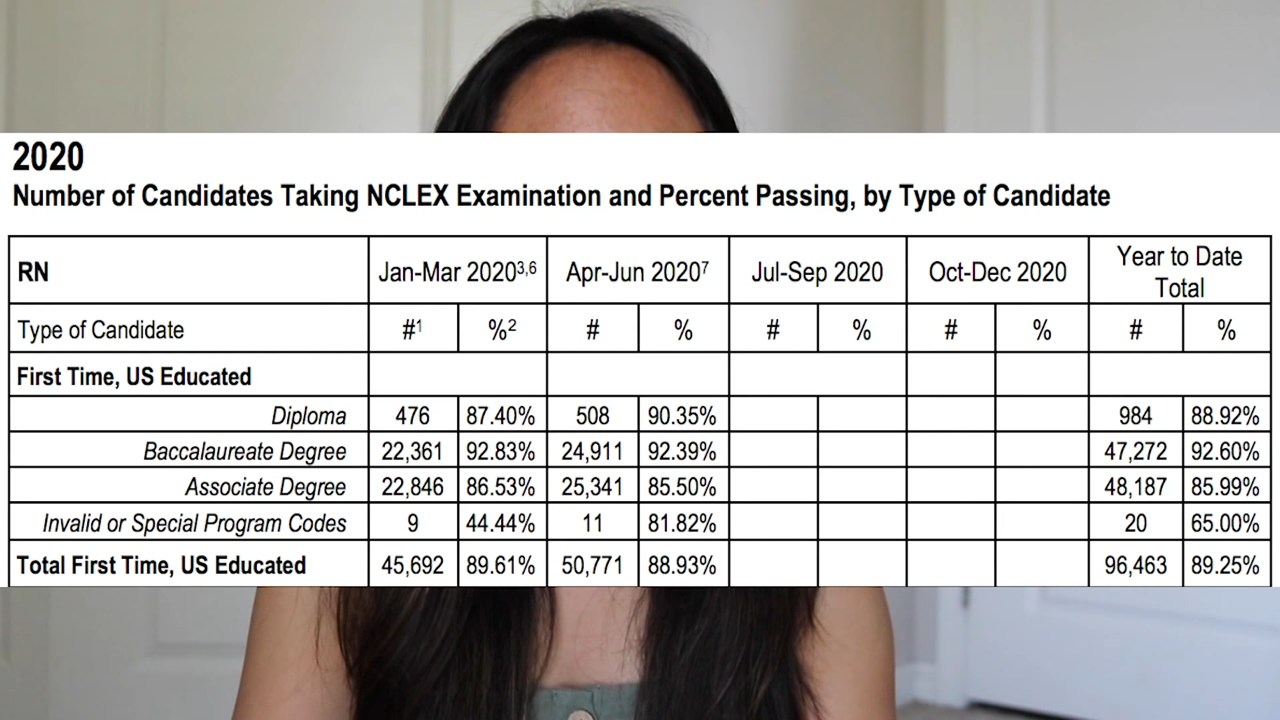 2020
Number of Candidates Taking NCLEX Examination and Percent Passing, by Type of Candidate
RN Jan-Mar 2020³,⁶ Apr-Jun 2020⁷ Jul-Sep 2020 Oct-Dec 2020 Year to Date Total
Type of Candidate #¹ %² # % # % # % # %
First Time, US Educated
Diploma 476 87.40% 508 90.35% 984 88.92%
Baccalaureate Degree 22,361 92.83% 24,911 92.39% 47,272 92.60%
Associate Degree 22,846 86.53% 25,341 85.50% 48,187 85.99%
Invalid or Special Program Codes 9 44.44% 11 81.82% 20 65.00%
Total First Time, US Educated 45,692 89.61% 50,771 88.93% 96,463 89.25%